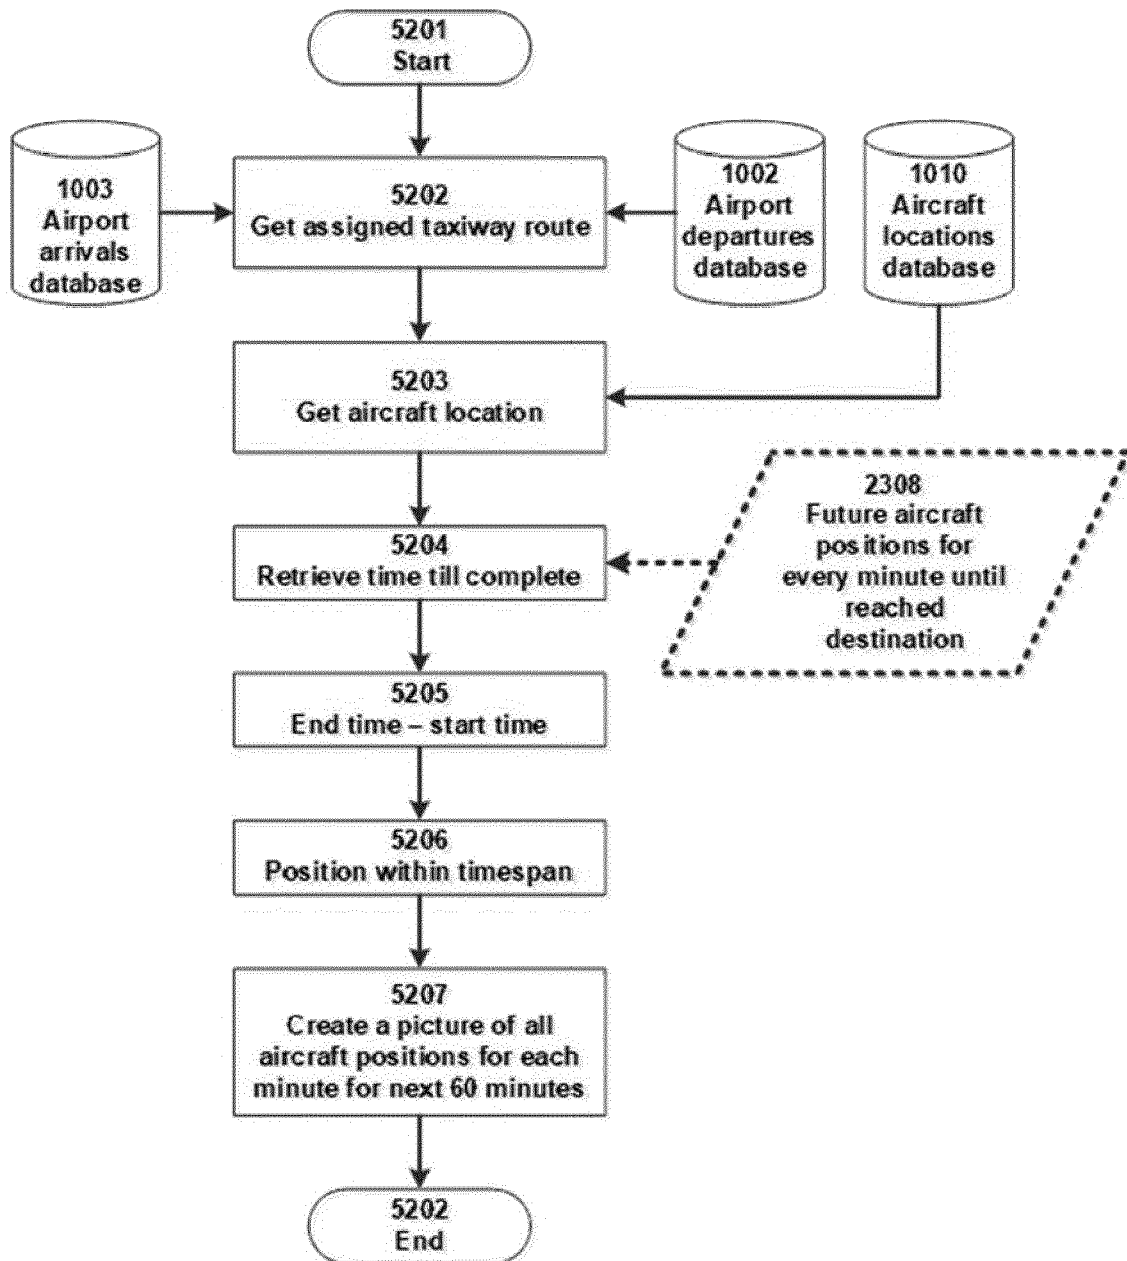 5201
Start
1003
Airport
arrivals
database
5202
Get assigned taxiway route
1002
Airport
departures
database
1010
Aircraft
locations
database
5203
Get aircraft location
2308
Future aircraft
positions for
every minute until
reached
destination
5204
Retrieve time till complete
5205
End time – start time
5206
Position within timespan
5207
Create a picture of all
aircraft positions for each
minute for next 60 minutes
5202
End